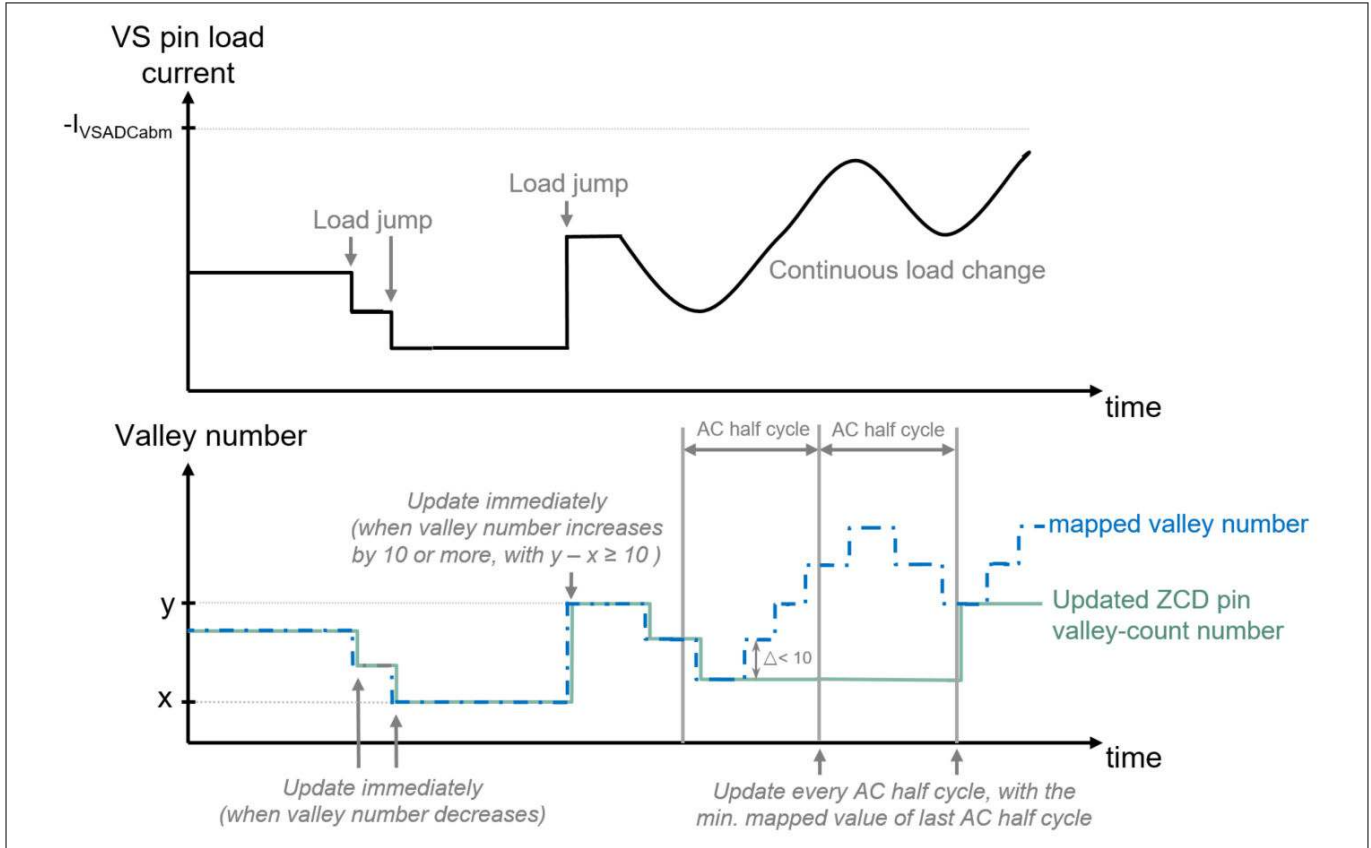 VS pin load
current
-I_VSADCabm
Load jump
Load jump
Continuous load change
time
Valley number
AC half cycle
AC half cycle
Update immediately
(when valley number increases
by 10 or more, with y – x ≥ 10 )
mapped valley number
y
Updated ZCD pin
valley-count number
△< 10
x
time
Update immediately
(when valley number decreases)
Update every AC half cycle, with the
min. mapped value of last AC half cycle